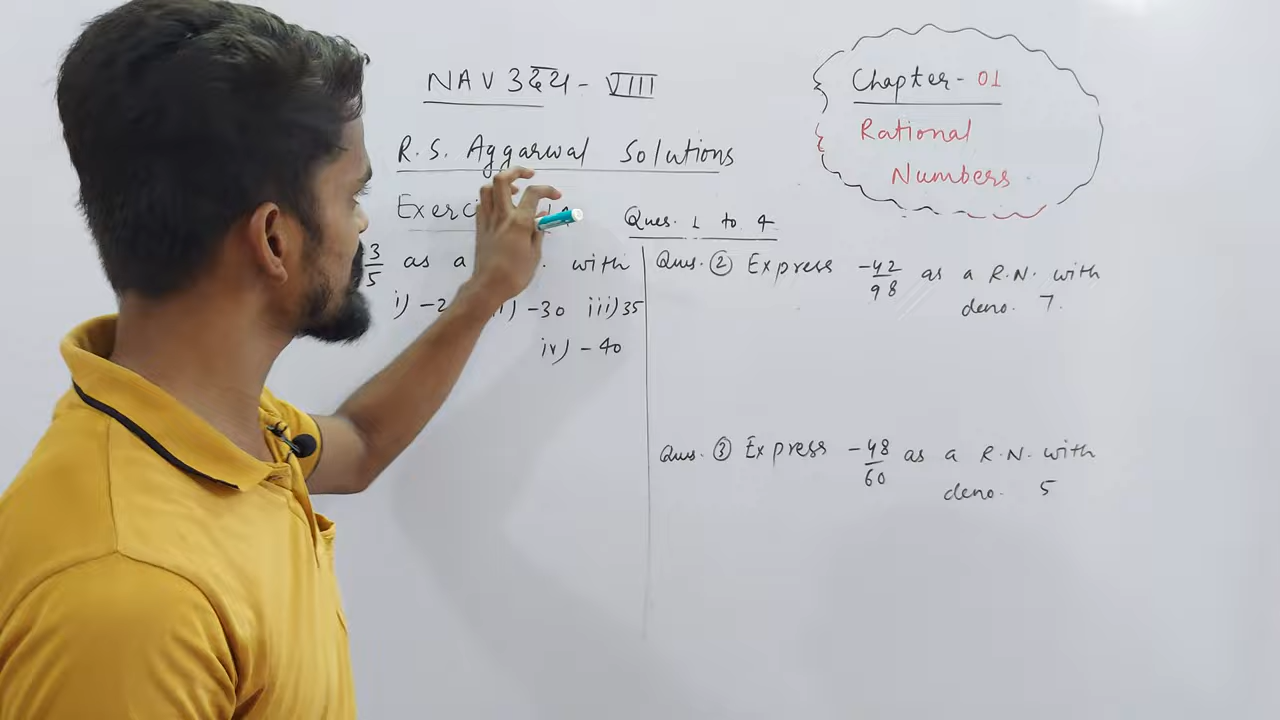 NAV उदय - VIII
R. S. Aggarwal Solutions
Ques. 1 to 4
3/5 as a with
i) -2 ) -30 iii) 35
iv) - 40
Ques. ② Express -42/98 as a R.N. with
deno. 7.
Ques. ③ Express -48/60 as a R.N. with
deno. 5
Chapter - 01
Rational
Numbers